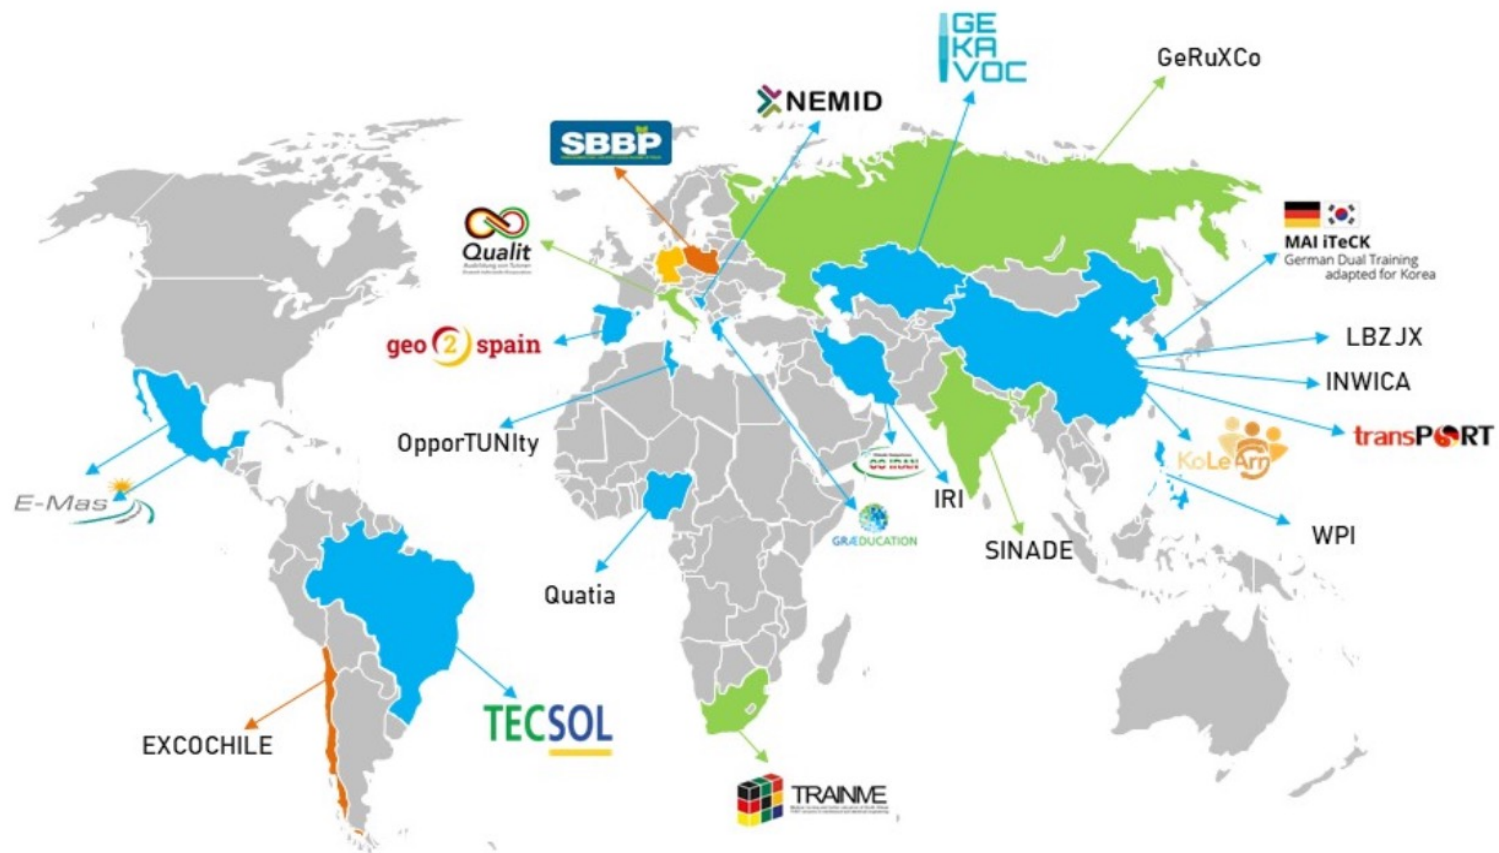 GE
KA
VOC
GeRuXCo
NEMID
SBBP
Qualit
MAI iTeCK
German Dual Training
adapted for Korea
geo 2 spain
LBZJX
INWICA
OpporTUNIty
transPORT
KoLeArn
E-Mas
IRI
GRÆDUCATION
WPI
SINADE
Quatia
TECSOL
EXCOCHILE
TRAINME